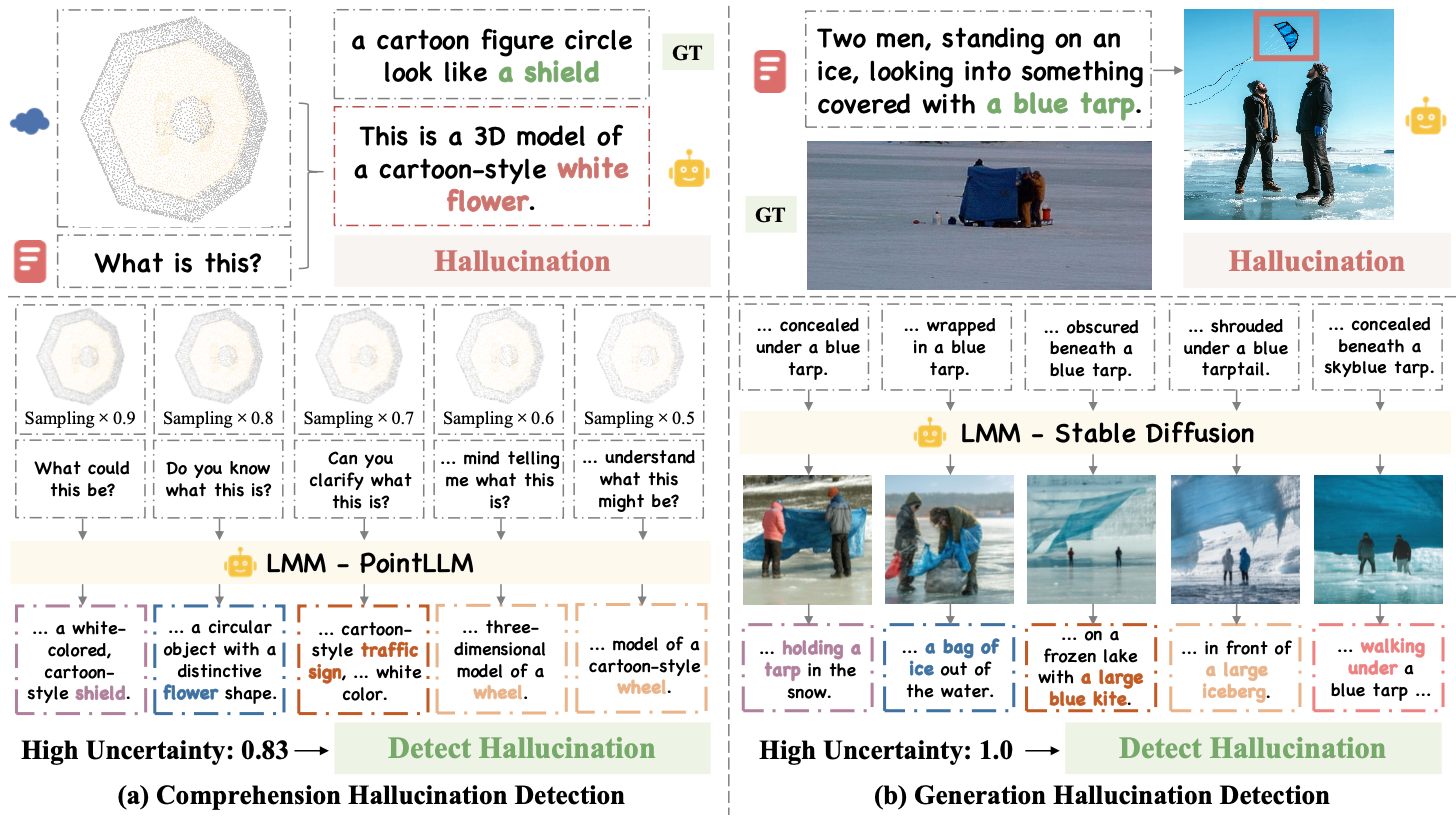 a cartoon figure circle
look like a shield
GT
This is a 3D model of
a cartoon-style white
flower.
What is this?
Hallucination
Sampling × 0.9
Sampling × 0.8
Sampling × 0.7
Sampling × 0.6
Sampling × 0.5
What could
this be?
Do you know
what this is?
Can you
clarify what
this is?
... mind telling
me what this
is?
... understand
what this
might be?
LMM - PointLLM
... a white-
colored,
cartoon-
style shield.
... a circular
object with a
distinctive
flower shape.
... cartoon-
style traffic
sign, ... white
color.
... three-
dimensional
model of a
wheel.
... model of a
cartoon-style
wheel.
High Uncertainty: 0.83
Detect Hallucination
(a) Comprehension Hallucination Detection
Two men, standing on an
ice, looking into something
covered with a blue tarp.
GT
Hallucination
... concealed
under a blue
tarp.
... wrapped
in a blue
tarp.
... obscured
beneath a
blue tarp.
... shrouded
under a blue
tarptail.
... concealed
beneath a
skyblue tarp.
LMM - Stable Diffusion
... holding a
tarp in the
snow.
... a bag of
ice out of
the water.
... on a
frozen lake
with a large
blue kite.
... in front of
a large
iceberg.
... walking
under a
blue tarp ...
High Uncertainty: 1.0
Detect Hallucination
(b) Generation Hallucination Detection